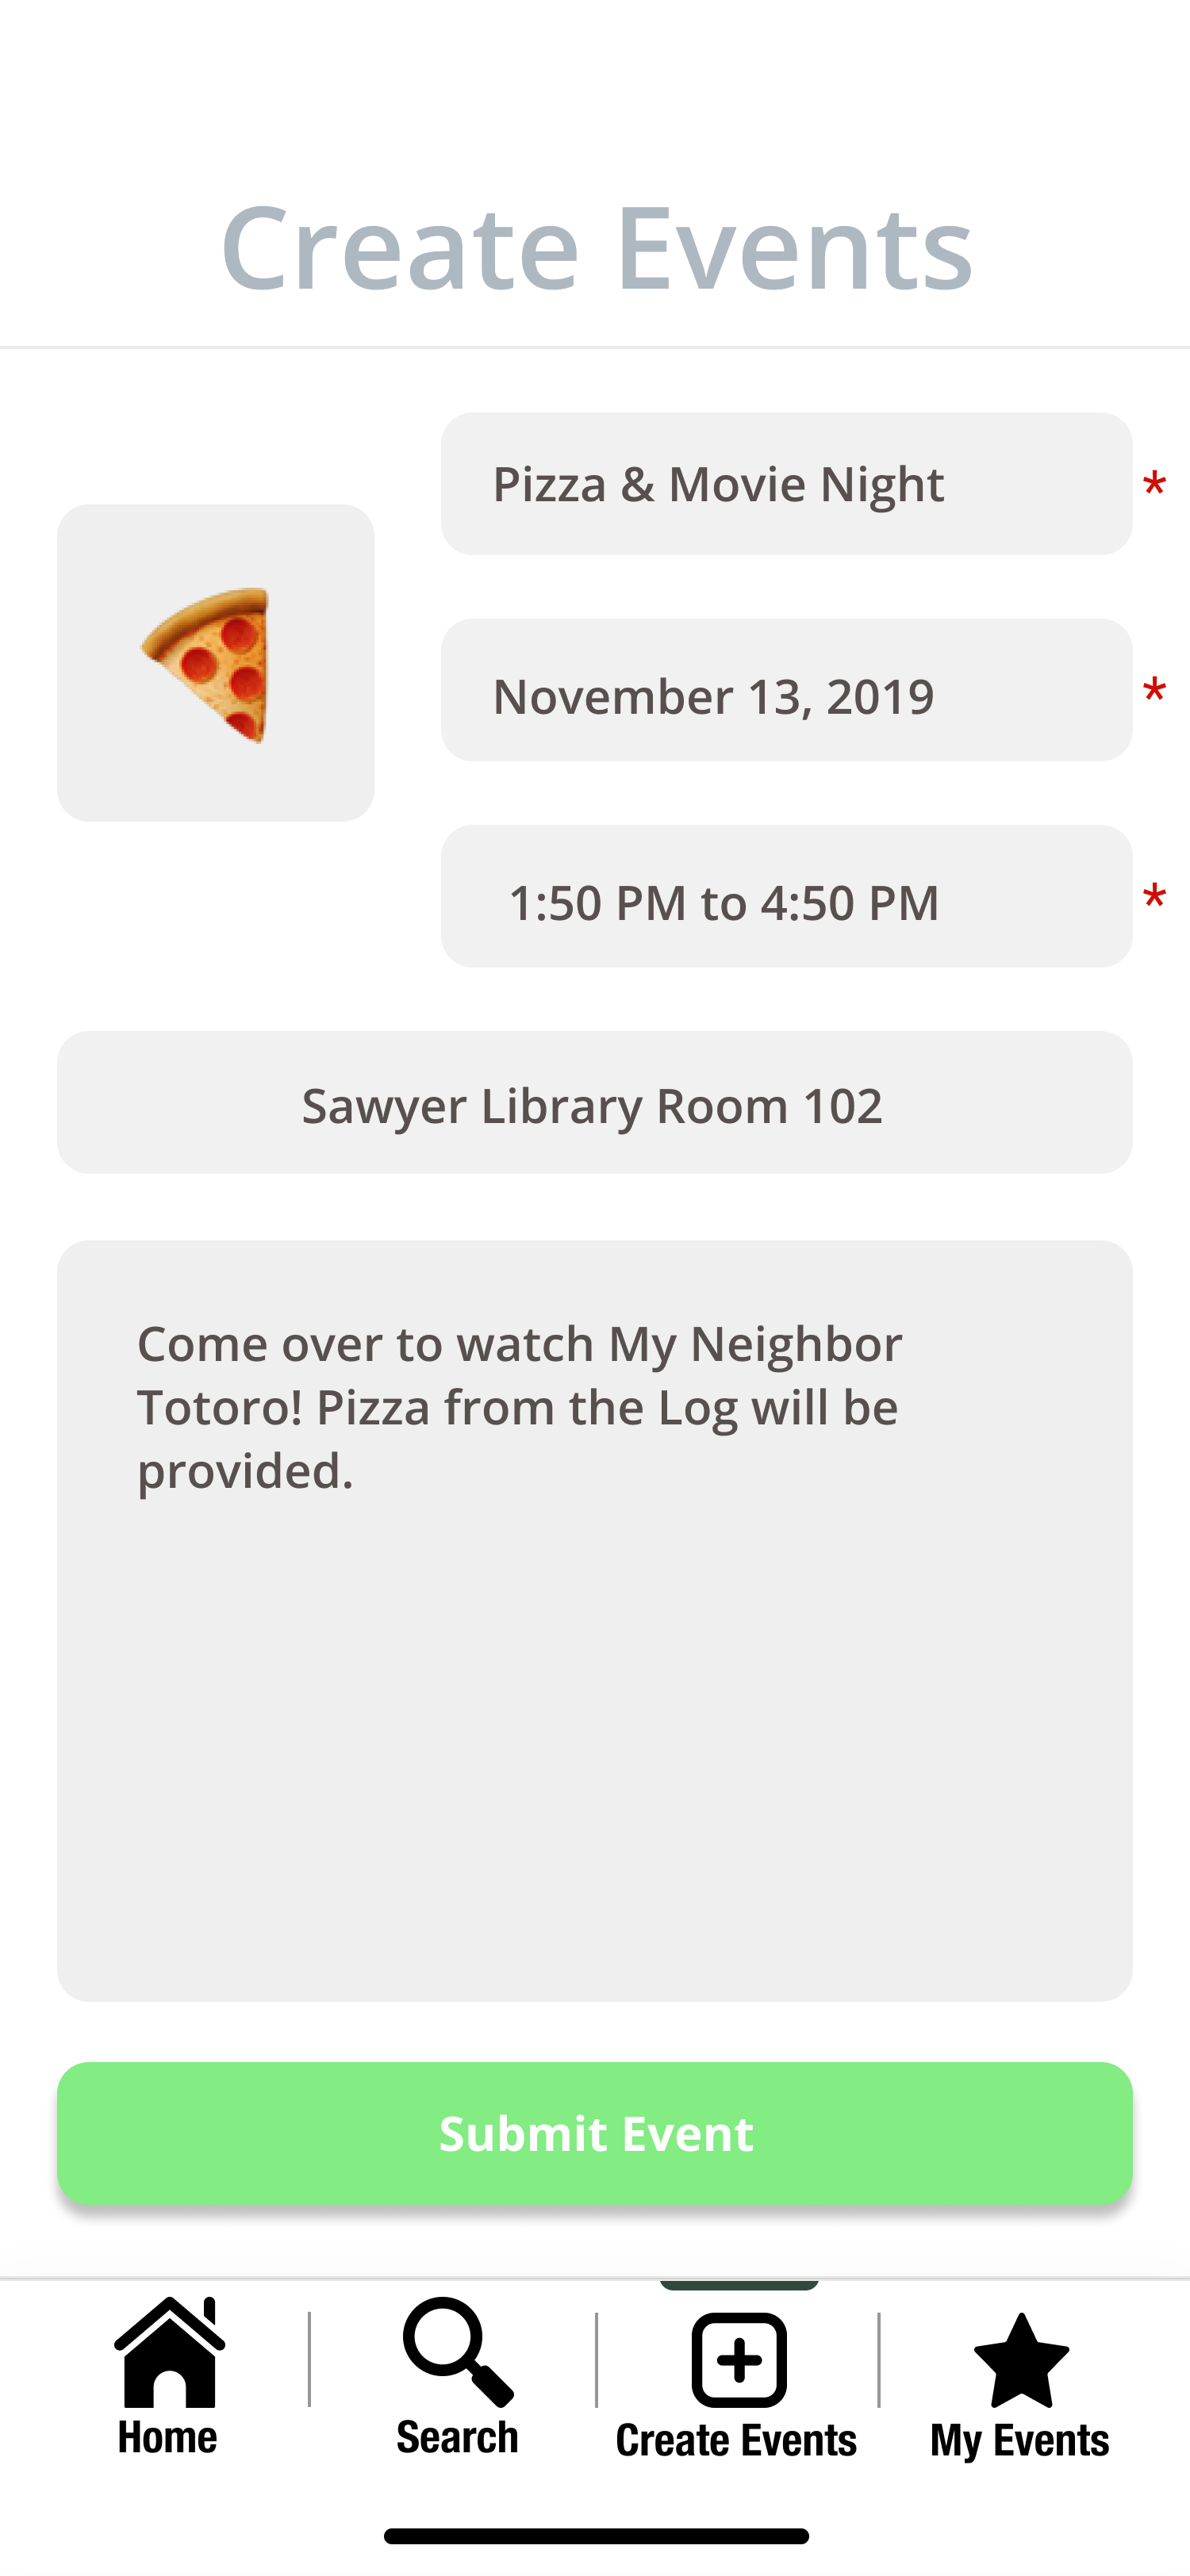 Create Events
Pizza & Movie Night *
November 13, 2019 *
1:50 PM to 4:50 PM *
Sawyer Library Room 102
Come over to watch My Neighbor
Totoro! Pizza from the Log will be
provided.
Submit Event
Home
Search
Create Events
My Events